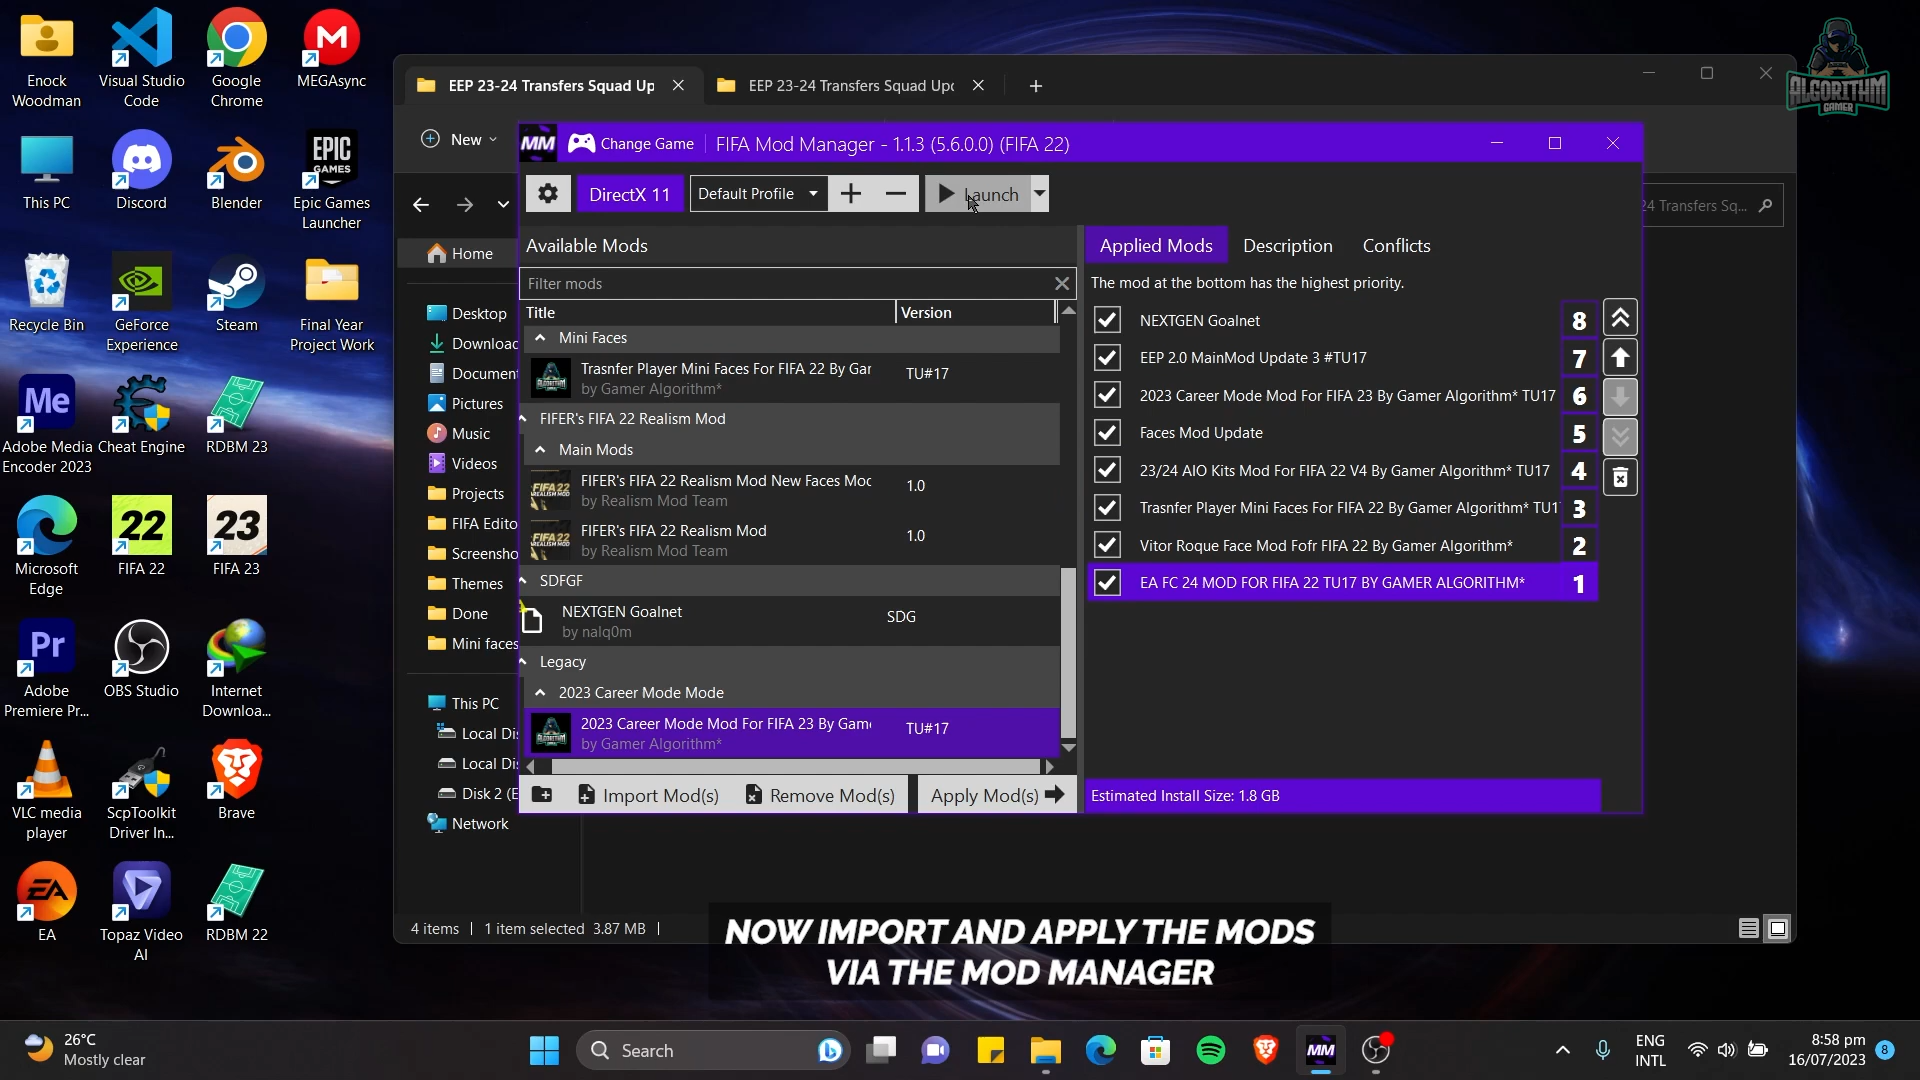 Enock
Woodman
Visual Studio
Code
Google
Chrome
MEGAsync
This PC
Discord
Blender
Epic Games
Launcher
EPIC
GAMES
Recycle Bin
GeForce
Experience
Steam
Final Year
Project Work
Me
Adobe Media
Encoder 2023
Cheat Engine
RDBM 23
Microsoft
Edge
22
FIFA 22
23
FIFA 23
Pr
Adobe
Premiere Pr...
OBS Studio
Internet
Downloa...
VLC media
player
ScpToolkit
Driver In...
Brave
EA
EA
Topaz Video
AI
RDBM 22
EEP 23-24 Transfers Squad Up
EEP 23-24 Transfers Squad Upc
ALGORITHM
GAMER
New
24 Transfers Sq...
Home
Desktop
Downloac
Documen
Pictures
Music
Videos
Projects
FIFA Edito
Screensho
Themes
Done
Mini faces
This PC
Local Dis
Local Dis
Disk 2 (E
Network
4 items
1 item selected 3.87 MB
MM Change Game FIFA Mod Manager - 1.1.3 (5.6.0.0) (FIFA 22)
DirectX 11
Default Profile
Launch
Available Mods
Filter mods
Title
Version
Mini Faces
Trasnfer Player Mini Faces For FIFA 22 By Gar
TU#17
by Gamer Algorithm*
FIFER's FIFA 22 Realism Mod
Main Mods
FIFER's FIFA 22 Realism Mod New Faces Moc
1.0
by Realism Mod Team
FIFER's FIFA 22 Realism Mod
1.0
by Realism Mod Team
SDFGF
NEXTGEN Goalnet
SDG
by nalq0m
Legacy
2023 Career Mode Mode
2023 Career Mode Mod For FIFA 23 By Game
TU#17
by Gamer Algorithm*
Import Mod(s)
Remove Mod(s)
Apply Mod(s)
Applied Mods
Description
Conflicts
The mod at the bottom has the highest priority.
NEXTGEN Goalnet 8
EEP 2.0 MainMod Update 3 #TU17 7
2023 Career Mode Mod For FIFA 23 By Gamer Algorithm* TU17 6
Faces Mod Update 5
23/24 AIO Kits Mod For FIFA 22 V4 By Gamer Algorithm* TU17 4
Trasnfer Player Mini Faces For FIFA 22 By Gamer Algorithm* TU1 3
Vitor Roque Face Mod Fofr FIFA 22 By Gamer Algorithm* 2
EA FC 24 MOD FOR FIFA 22 TU17 BY GAMER ALGORITHM* 1
Estimated Install Size: 1.8 GB
NOW IMPORT AND APPLY THE MODS
VIA THE MOD MANAGER
26°C
Mostly clear
Search
MM
ENG
INTL
8:58 pm
16/07/2023
8